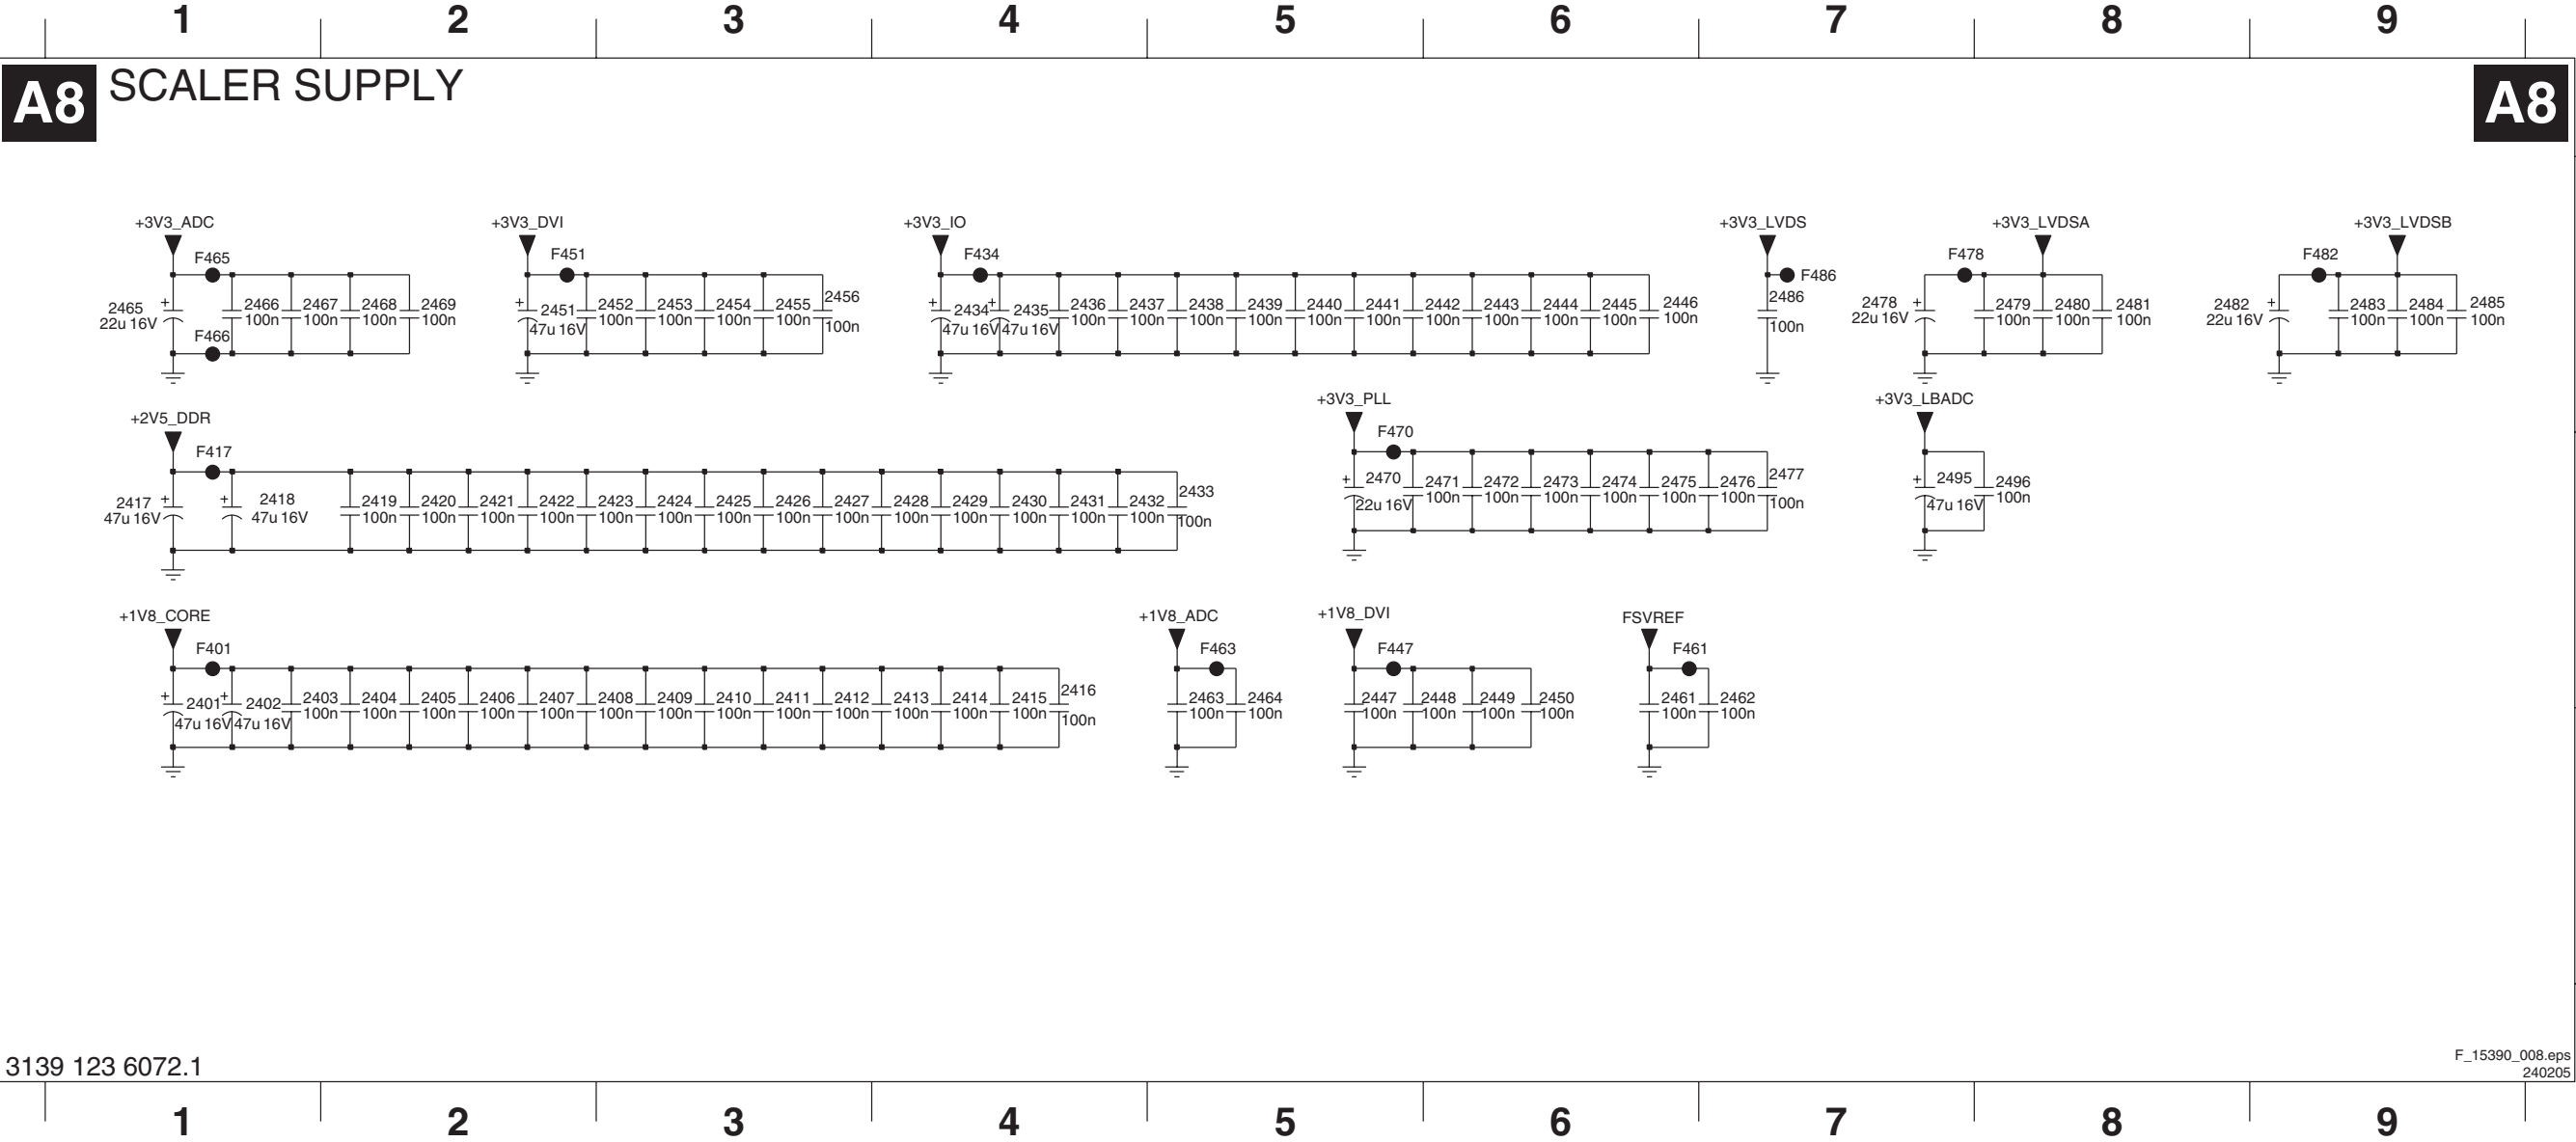 1 2 3 4 5 6 7 8 9
A8 SCALER SUPPLY A8
+3V3_ADC +3V3_DVI +3V3_IO +3V3_LVDS +3V3_LVDSA +3V3_LVDSB
F465 F451 F434 F486 F478 F482
2465 2466 2467 2468 2469 2451 2452 2453 2454 2455 2456 2434 2435 2436 2437 2438 2439 2440 2441 2442 2443 2444 2445 2446 2486 2478 2479 2480 2481 2482 2483 2484 2485
22u 16V 100n 100n 100n 100n 47u 16V 100n 100n 100n 100n 100n 47u 16V 47u 16V 100n 100n 100n 100n 100n 100n 100n 100n 100n 100n 100n 100n 22u 16V 100n 100n 100n 22u 16V 100n 100n 100n
F466
+2V5_DDR +3V3_PLL +3V3_LBADC
F417 F470
2417 2418 2419 2420 2421 2422 2423 2424 2425 2426 2427 2428 2429 2430 2431 2432 2433 2470 2471 2472 2473 2474 2475 2476 2477 2495 2496
47u 16V 47u 16V 100n 100n 100n 100n 100n 100n 100n 100n 100n 100n 100n 100n 100n 100n 100n 22u 16V 100n 100n 100n 100n 100n 100n 100n 47u 16V 100n
+1V8_CORE +1V8_ADC +1V8_DVI FSVREF
F401 F463 F447 F461
2401 2402 2403 2404 2405 2406 2407 2408 2409 2410 2411 2412 2413 2414 2415 2416 2463 2464 2447 2448 2449 2450 2461 2462
47u 16V 47u 16V 100n 100n 100n 100n 100n 100n 100n 100n 100n 100n 100n 100n 100n 100n 100n 100n 100n 100n 100n 100n 100n 100n
3139 123 6072.1
F_15390_008.eps
240205
1 2 3 4 5 6 7 8 9